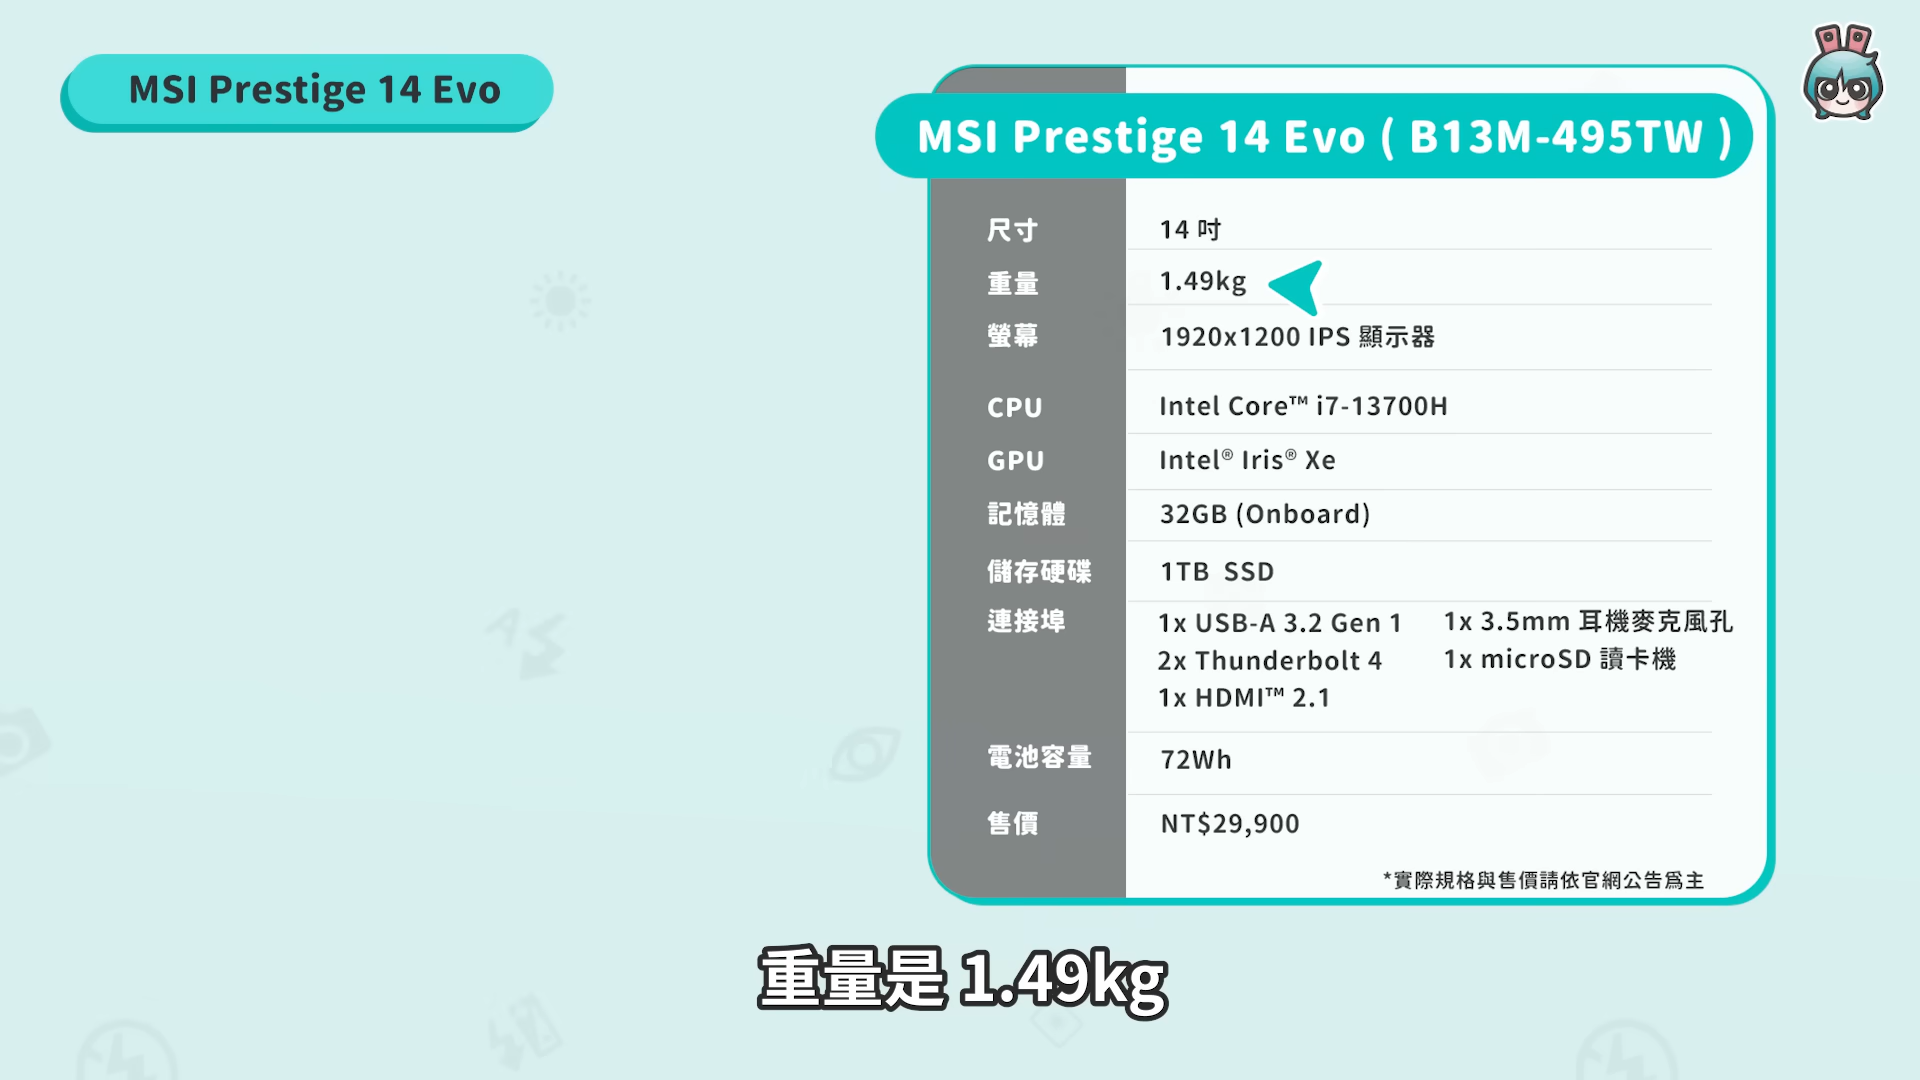 MSI Prestige 14 Evo
MSI Prestige 14 Evo ( B13M-495TW )
尺寸 14 吋
重量 1.49kg
螢幕 1920x1200 IPS 顯示器
CPU Intel Core™ i7-13700H
GPU Intel® Iris® Xe
記憶體 32GB (Onboard)
儲存硬碟 1TB SSD
連接埠 1x USB-A 3.2 Gen 1 1x 3.5mm 耳機麥克風孔
2x Thunderbolt 4 1x microSD 讀卡機
1x HDMI™ 2.1
電池容量 72Wh
售價 NT$29,900
*實際規格與售價請依官網公告為主
重量是 1.49kg